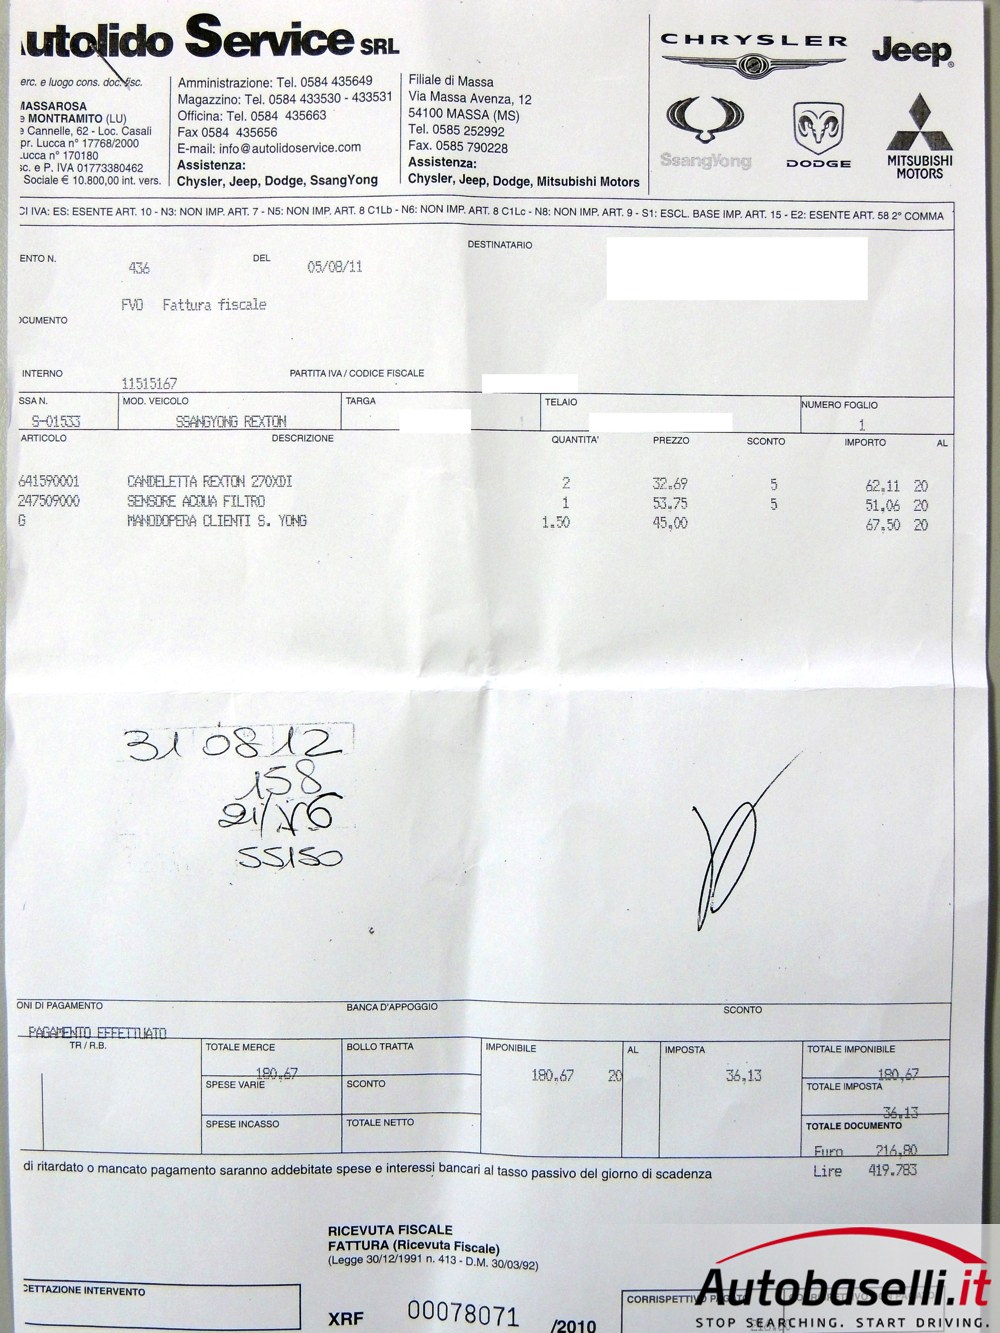 Autolido Service SRL
CHRYSLER Jeep
SsangYong DODGE MITSUBISHI MOTORS
erc. e luogo cons. doc. fisc.
MASSAROSA
MONTRAMITO (LU)
Cannelle, 62 - Loc. Casali
pr. Lucca n° 17768/2000
ucca n° 170180
sc. e P. IVA 01773380462
Sociale € 10.800,00 int. vers.
Amministrazione: Tel. 0584 435649
Magazzino: Tel. 0584 433530 - 433531
Officina: Tel. 0584 435663
Fax 0584 435656
E-mail: info@autolidoservice.com
Assistenza:
Chysler, Jeep, Dodge, SsangYong
Filiale di Massa
Via Massa Avenza, 12
54100 MASSA (MS)
Tel. 0585 252992
Fax. 0585 790228
Assistenza:
Chysler, Jeep, Dodge, Mitsubishi Motors
CI IVA: ES: ESENTE ART. 10 - N3: NON IMP. ART. 7 - N5: NON IMP. ART. 8 C1Lb - N6: NON IMP. ART. 8 C1Lc - N8: NON IMP. ART. 9 - S1: ESCL. BASE IMP. ART. 15 - E2: ESENTE ART. 58 2° COMMA
DESTINATARIO
ENTO N. 436 DEL 05/08/11
FVO Fattura fiscale
OCUMENTO
INTERNO 11515167 PARTITA IVA / CODICE FISCALE
SSA N. MOD. VEICOLO TARGA TELAIO NUMERO FOGLIO
S-01533 SSANGYONG REXTON 1
ARTICOLO DESCRIZIONE QUANTITA' PREZZO SCONTO IMPORTO AL
641590001 CANDELETTA REXTON 270XDI 2 32.69 5 62.11 20
247509000 SENSORE ACQUA FILTRO 1 53.75 5 51.06 20
G MANODOPERA CLIENTI S. YONG 1.50 45,00 67.50 20
31 08 12
158
55150
ONI DI PAGAMENTO BANCA D'APPOGGIO SCONTO
PAGAMENTO EFFETTUATO
TR / R.B. TOTALE MERCE BOLLO TRATTA IMPONIBILE AL IMPOSTA TOTALE IMPONIBILE
180.67 180.67 20 36,13 180,67
SPESE VARIE SCONTO TOTALE IMPOSTA
36.13
SPESE INCASSO TOTALE NETTO TOTALE DOCUMENTO
Euro 216,80
di ritardato o mancato pagamento saranno addebitate spese e interessi bancari al tasso passivo del giorno di scadenza
Lire 419.783
RICEVUTA FISCALE
FATTURA (Ricevuta Fiscale)
(Legge 30/12/1991 n. 413 - D.M. 30/03/92)
CETTAZIONE INTERVENTO
CORRISPETTIVO
XRF 00078071 /2010
Autobaselli.it
STOP SEARCHING. START DRIVING.